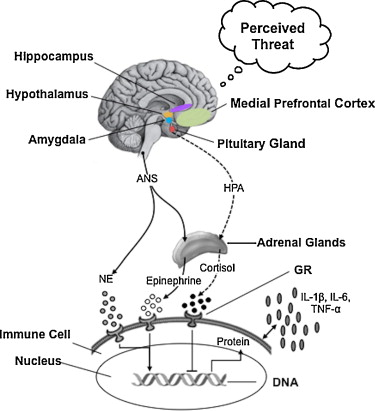 Perceived
Threat
Hippocampus
Hypothalamus
Medial Prefrontal Cortex
Amygdala
Pituitary Gland
ANS
HPA
Adrenal Glands
Cortisol
GR
NE
Epinephrine
IL-1β, IL-6,
TNF-α
Immune Cell
Protein
Nucleus
DNA